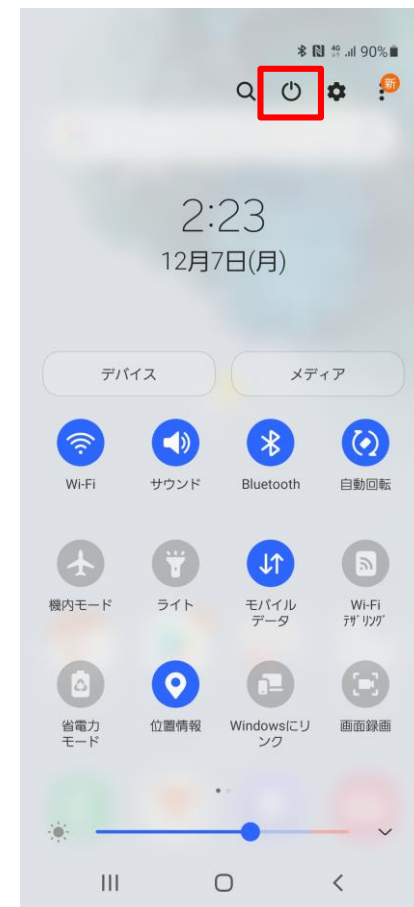 4G 90%
新
2:23
12月7日(月)
デバイス メディア
Wi-Fi サウンド Bluetooth 自動回転
機内モード ライト モバイル
データ Wi-Fi
ﾃｻﾞﾘﾝｸﾞ
省電力
モード 位置情報 Windowsにリ
ンク 画面録画